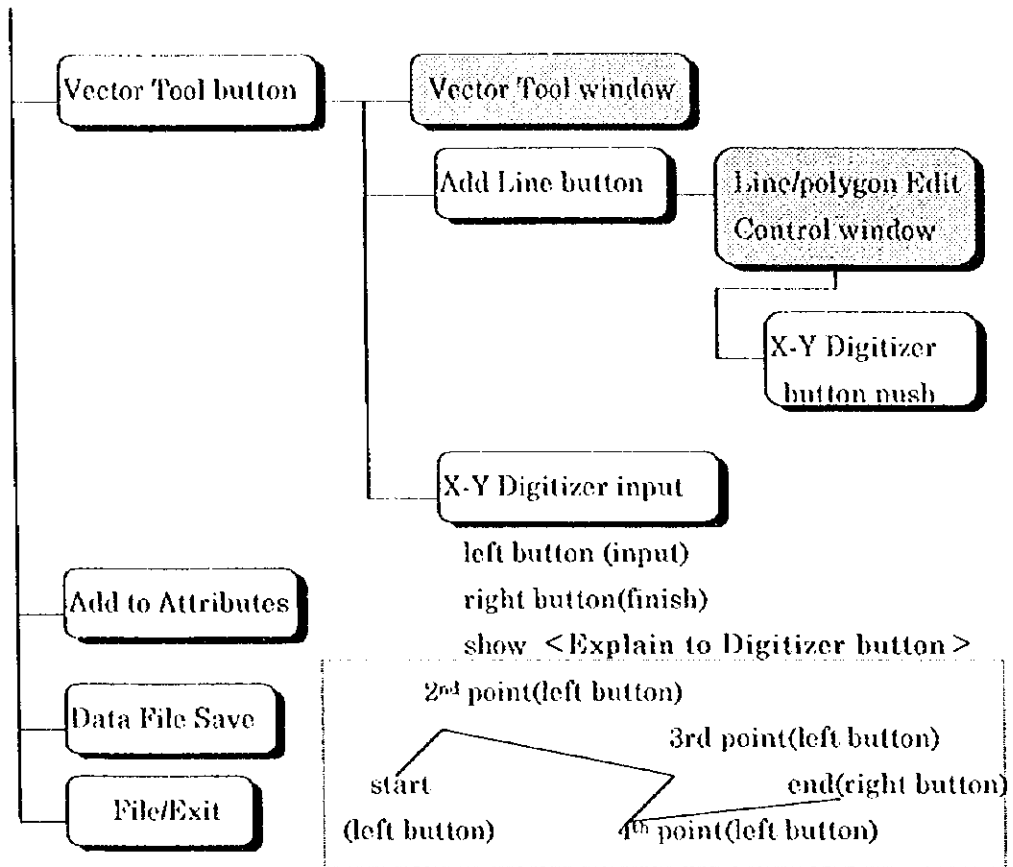 Vector Tool button
Vector Tool window
Add Line button
Line/polygon Edit
Control window
X-Y Digitizer
button push
X-Y Digitizer input
left button (input)
right button(finish)
show <Explain to Digitizer button>
Add to Attributes
Data File Save
File/Exit
2nd point(left button)
3rd point(left button)
start
(left button)
end(right button)
4th point(left button)